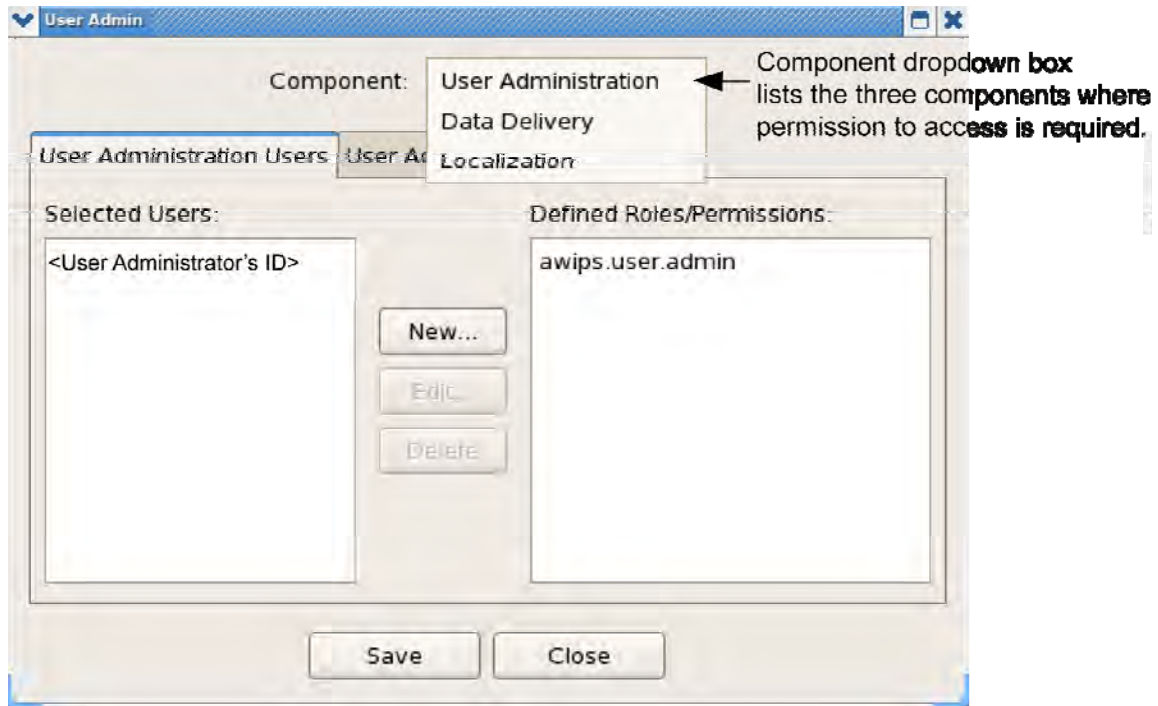 User Admin
Component:
User Administration
Data Delivery
Localization
Component dropdown box
lists the three components where
permission to access is required.
User Administration Users
User Ad
Selected Users:
Defined Roles/Permissions:
<User Administrator's ID>
awips.user.admin
New...
Edit...
Delete
Save
Close